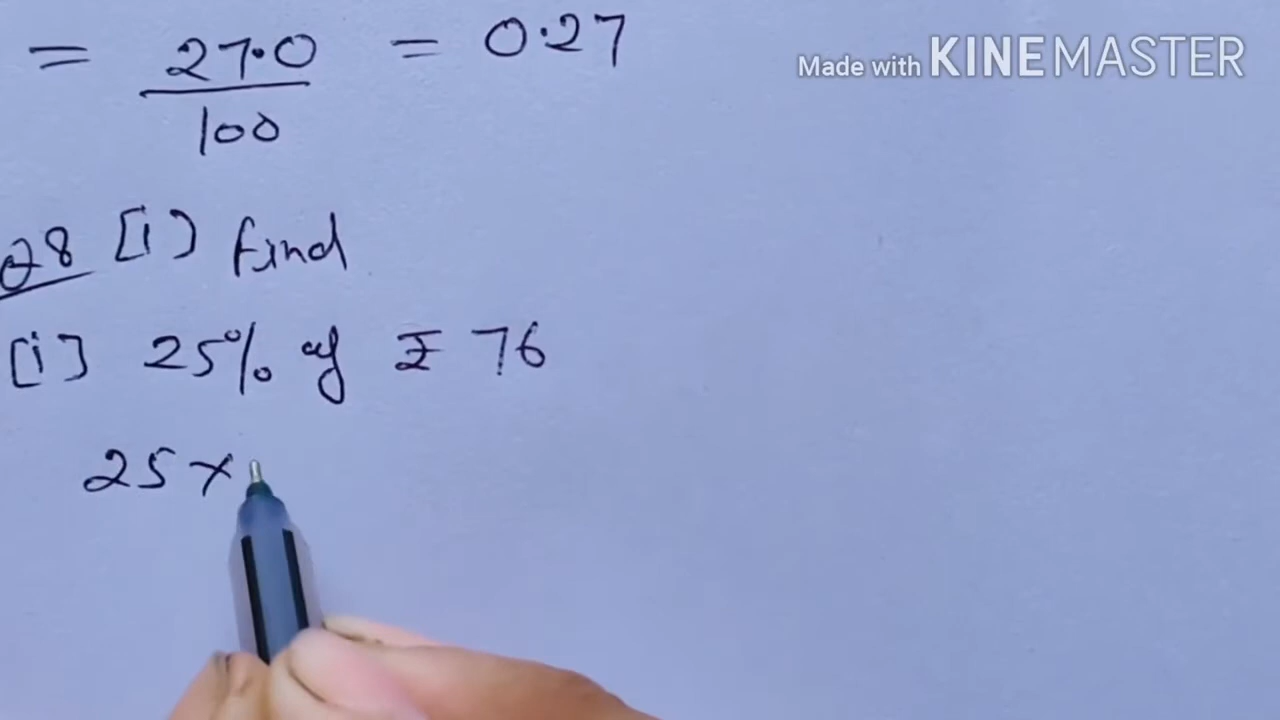 = 27.0/100 = 0.27
Made with KINEMASTER
Q8 [i] find
[i] 25% of ₹ 76
25 ×